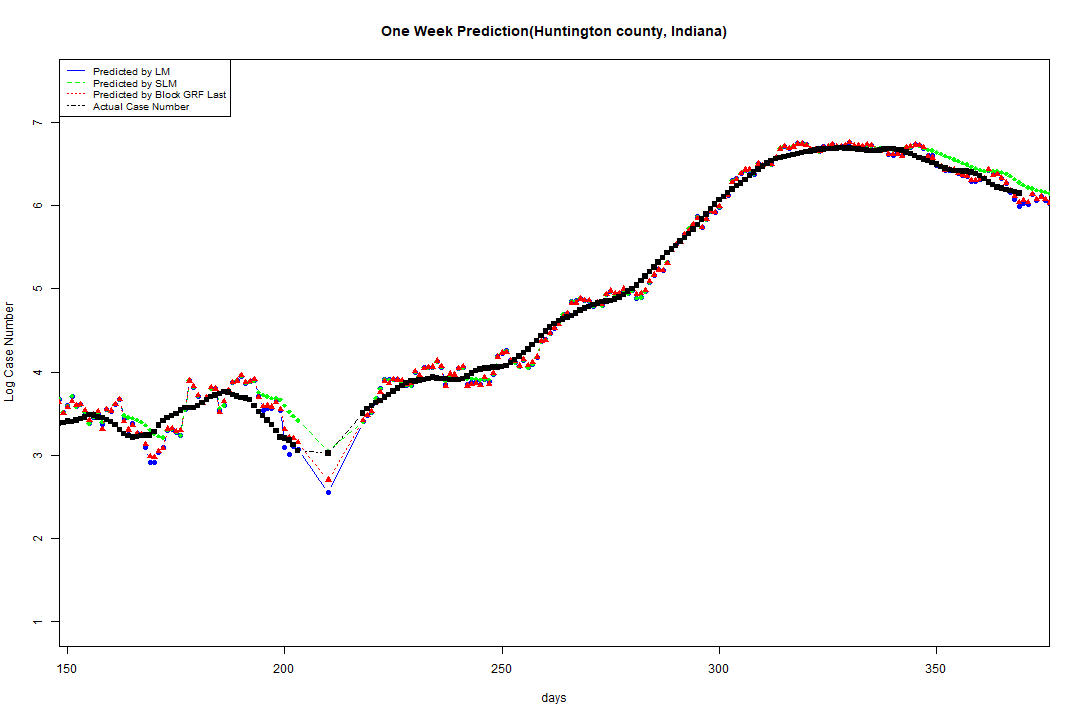 One Week Prediction(Huntington county, Indiana)
Predicted by LM
Predicted by SLM
Predicted by Block GRF Last
Actual Case Number
7
6
5
4
3
2
1
Log Case Number
150 200 250 300 350
days